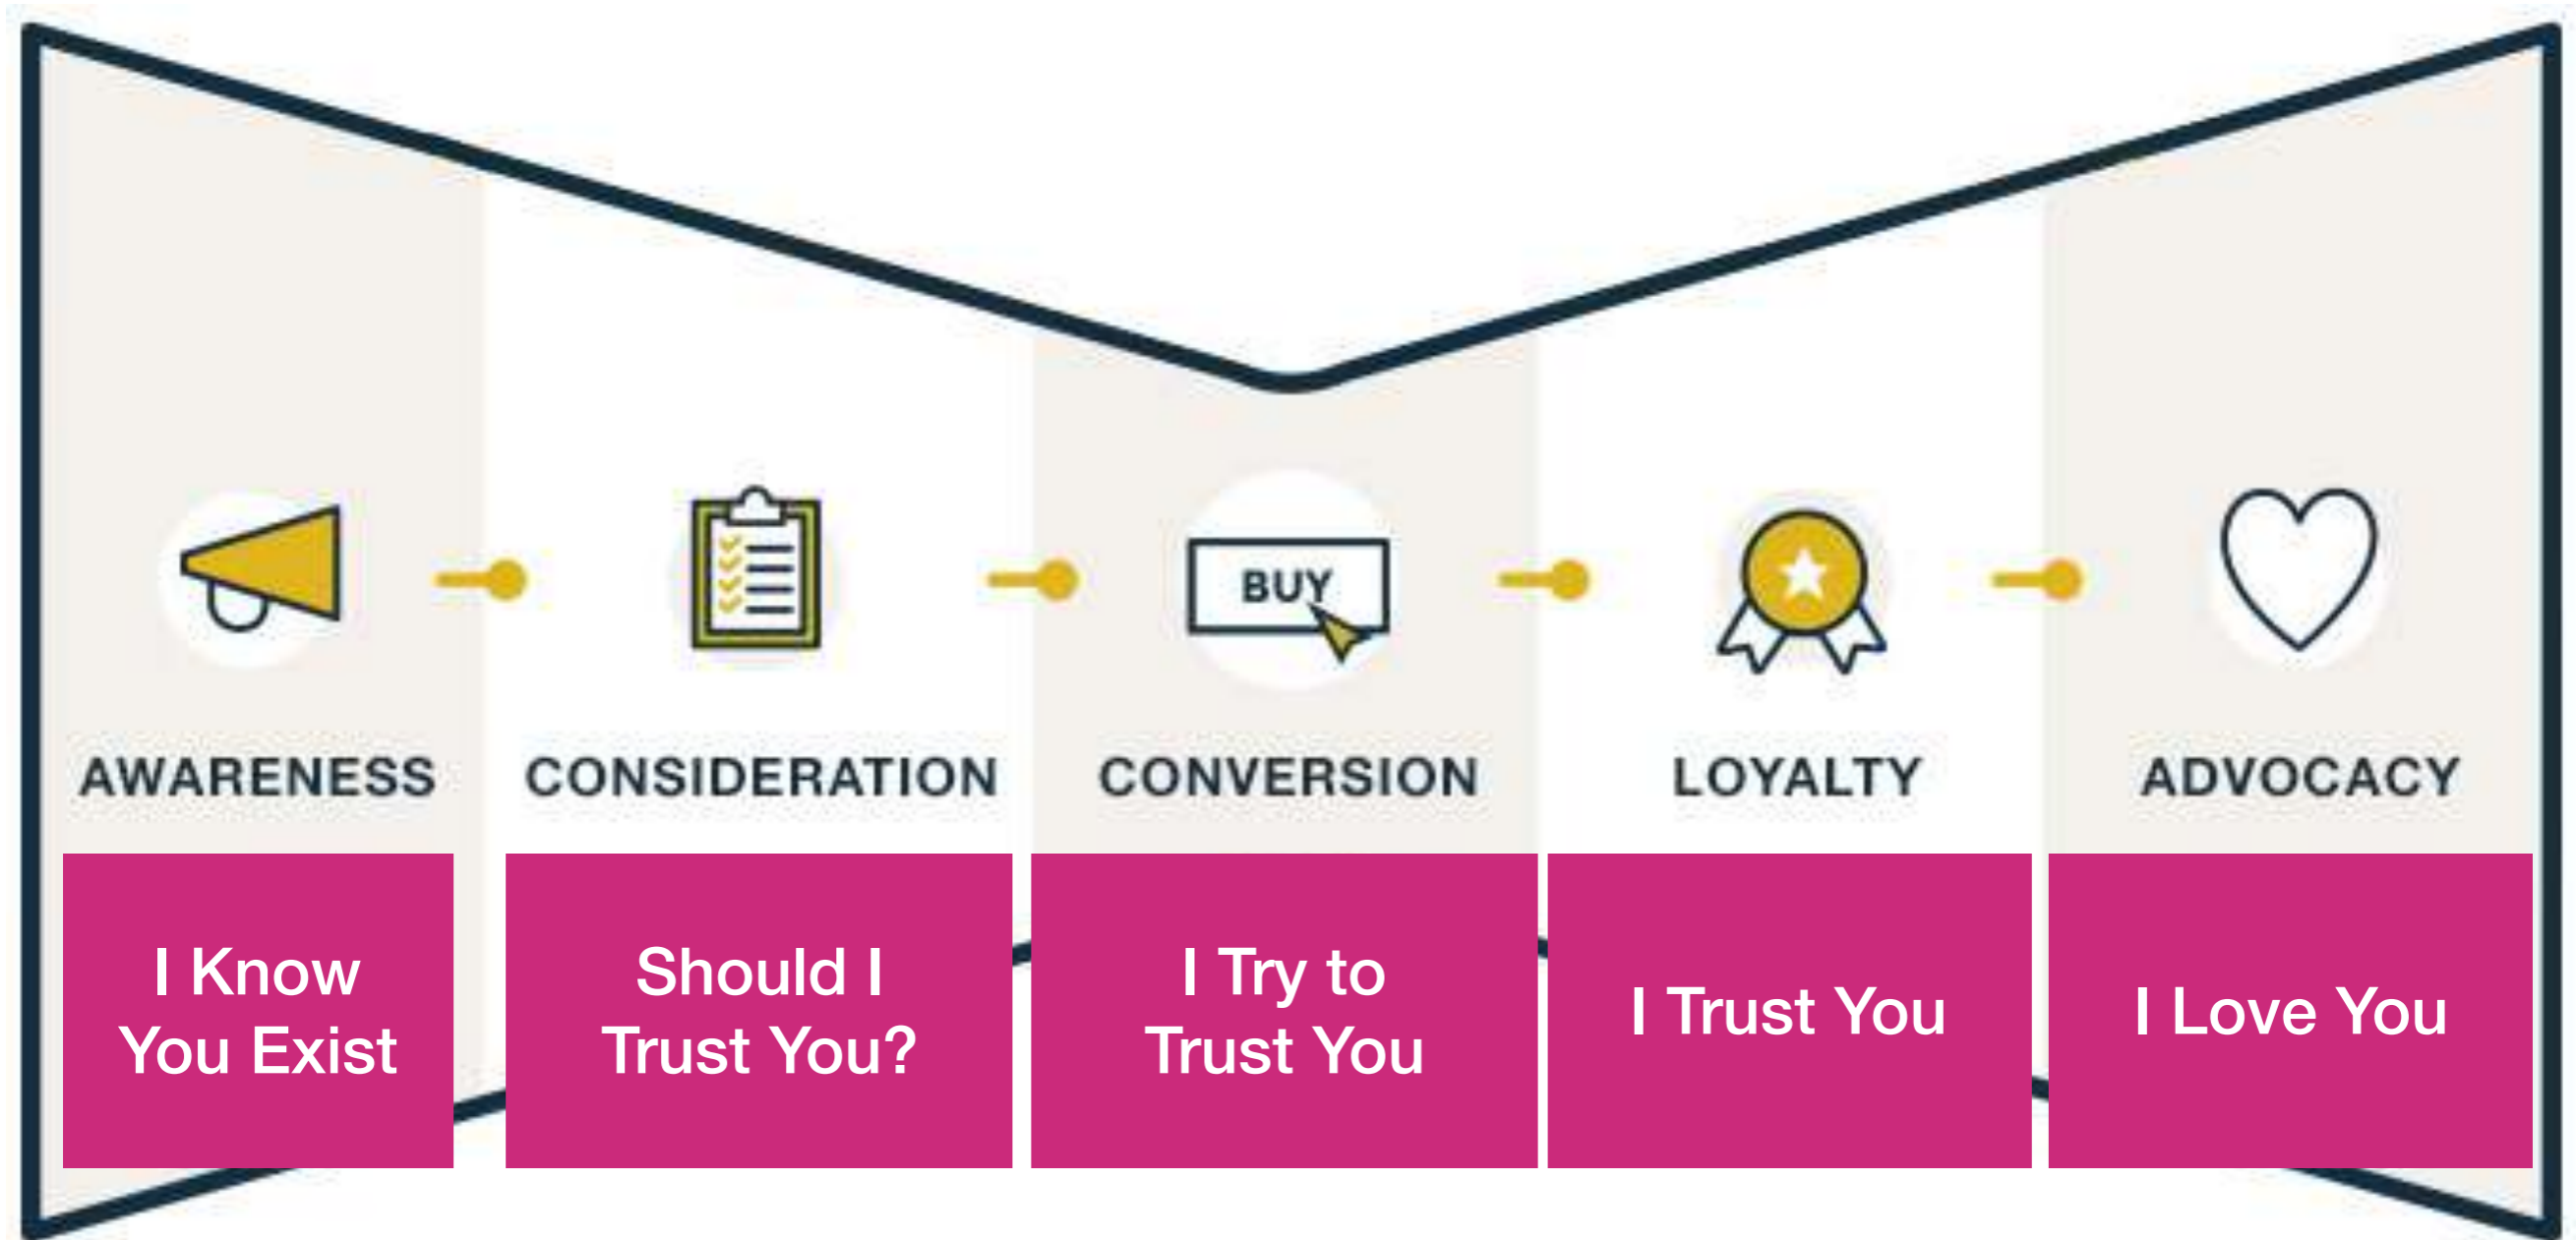 BUY
AWARENESS
CONSIDERATION
CONVERSION
LOYALTY
ADVOCACY
I Know
You Exist
Should I
Trust You?
I Try to
Trust You
I Trust You
I Love You